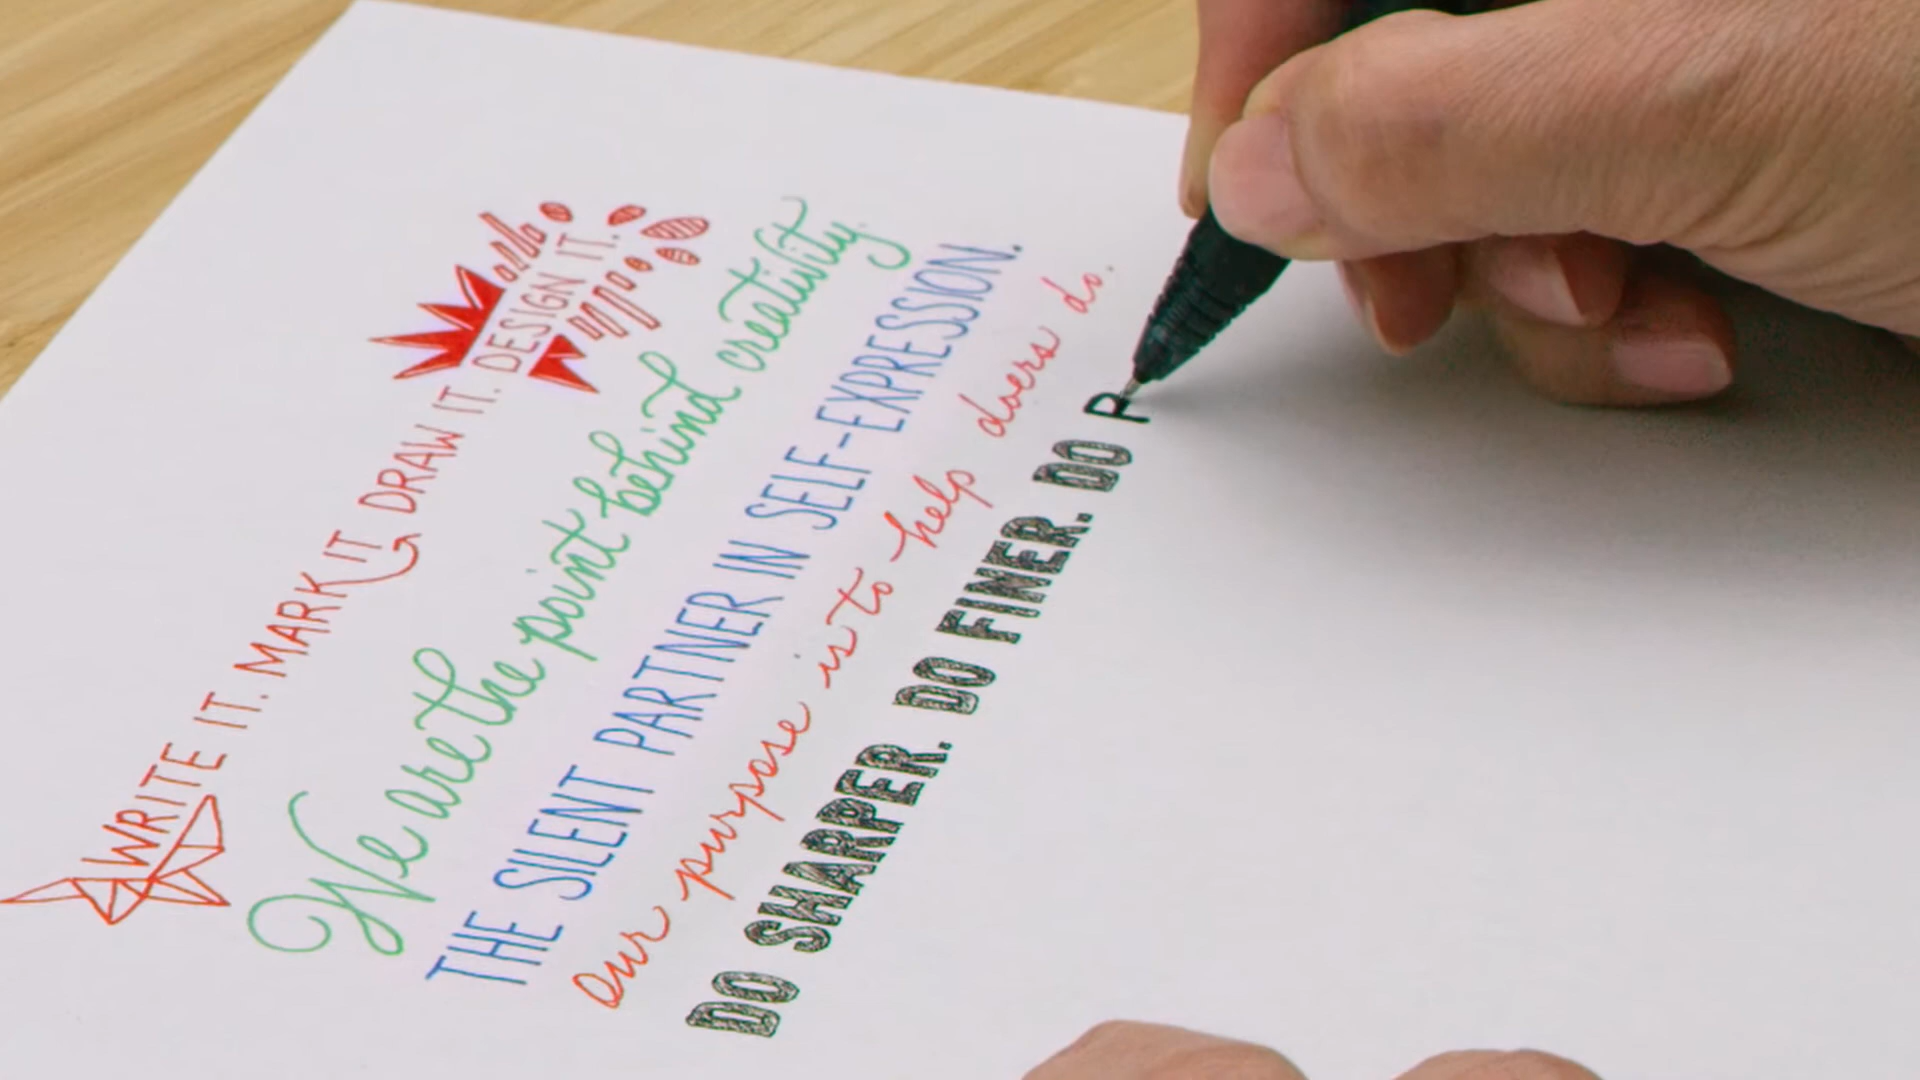 WRITE IT. MARK IT DRAW IT. DESIGN IT.
We are the point behind creativity.
THE SILENT PARTNER IN SELF-EXPRESSION.
our purpose is to help doers do.
DO SHARPER. DO FINER. DO P